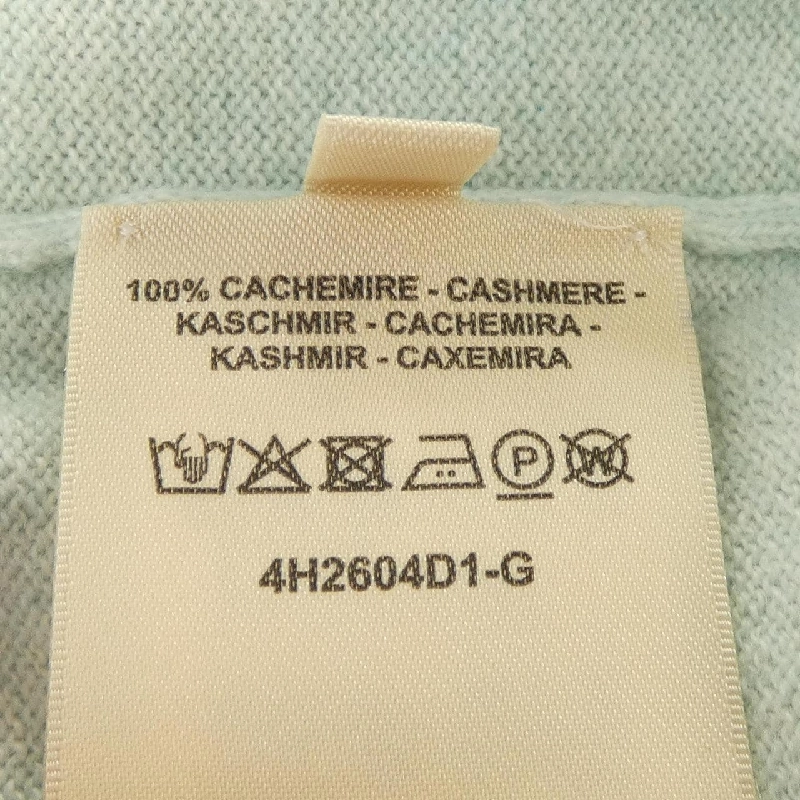 100% CACHEMIRE - CASHMERE -
KASCHMIR - CACHEMIRA -
KASHMIR - CAXEMIRA
P W
4H2604D1-G